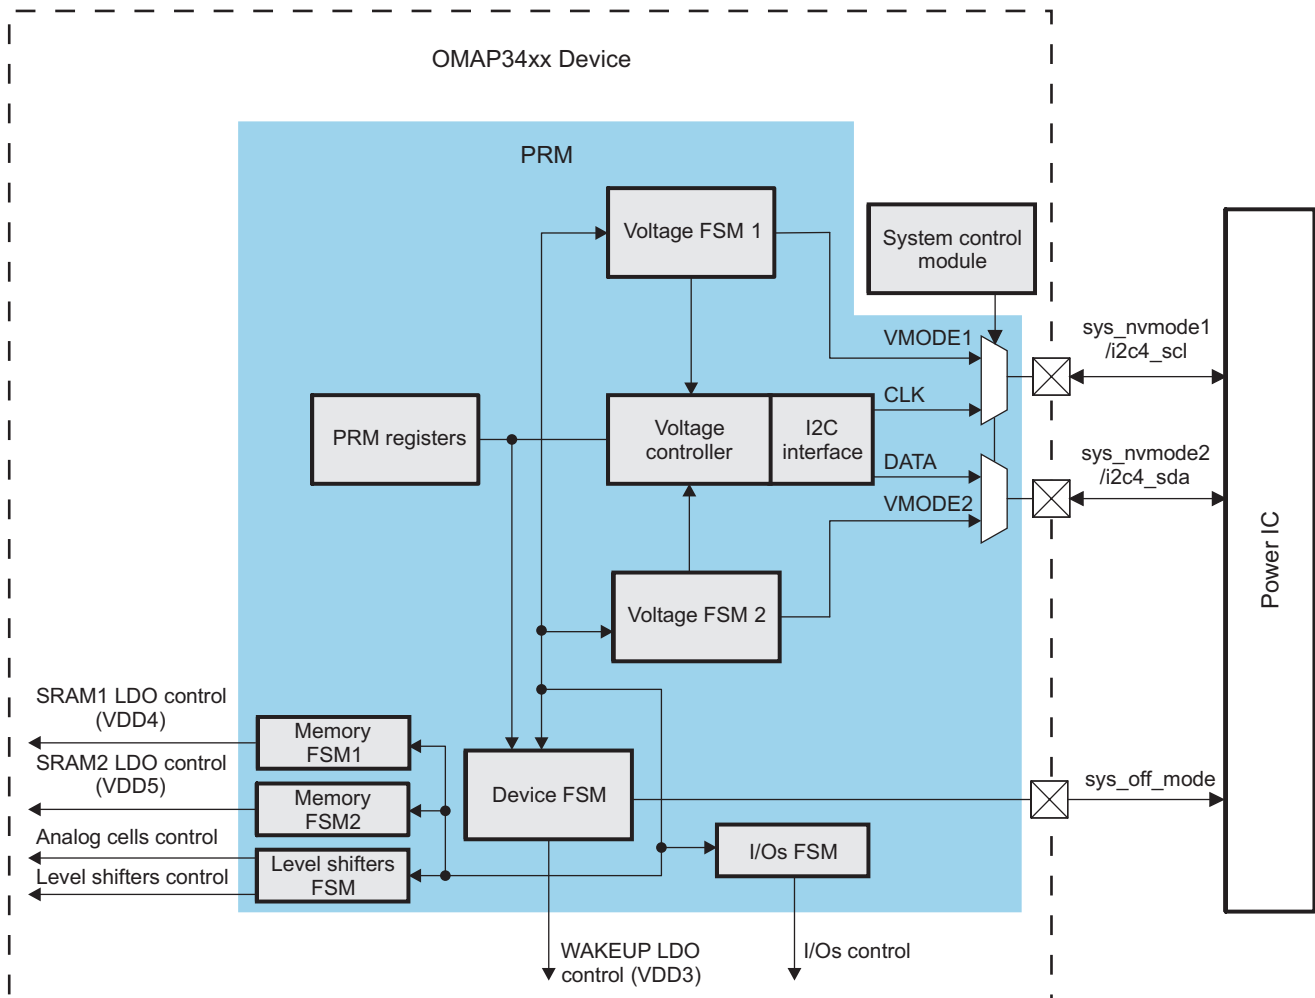 OMAP34xx Device
PRM
Voltage FSM 1
System control
module
VMODE1
sys_nvmode1
/i2c4_scl
CLK
PRM registers
Voltage
controller
I2C
interface
DATA
sys_nvmode2
/i2c4_sda
VMODE2
Power IC
Voltage FSM 2
SRAM1 LDO control
(VDD4)
Memory
FSM1
SRAM2 LDO control
(VDD5)
Memory
FSM2
Device FSM
sys_off_mode
Analog cells control
Level shifters control
Level shifters
FSM
I/Os FSM
WAKEUP LDO
control (VDD3)
I/Os control